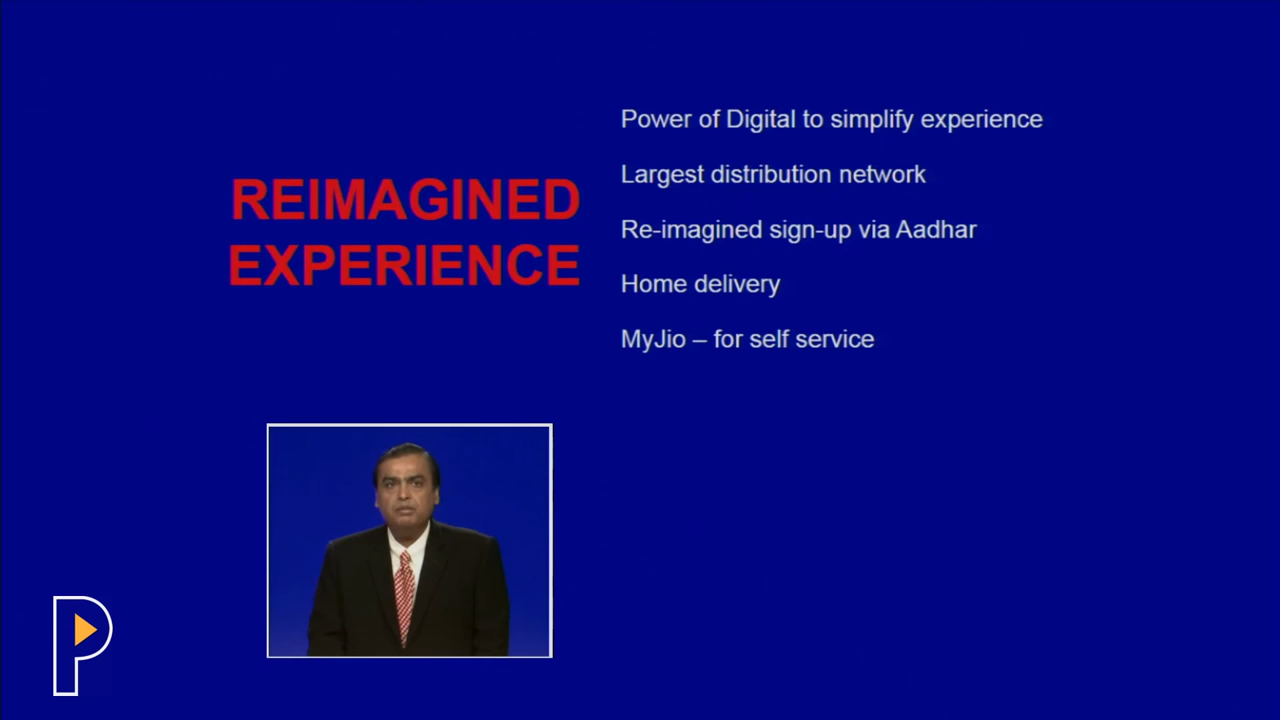 REIMAGINED
EXPERIENCE
Power of Digital to simplify experience
Largest distribution network
Re-imagined sign-up via Aadhar
Home delivery
MyJio – for self service
P